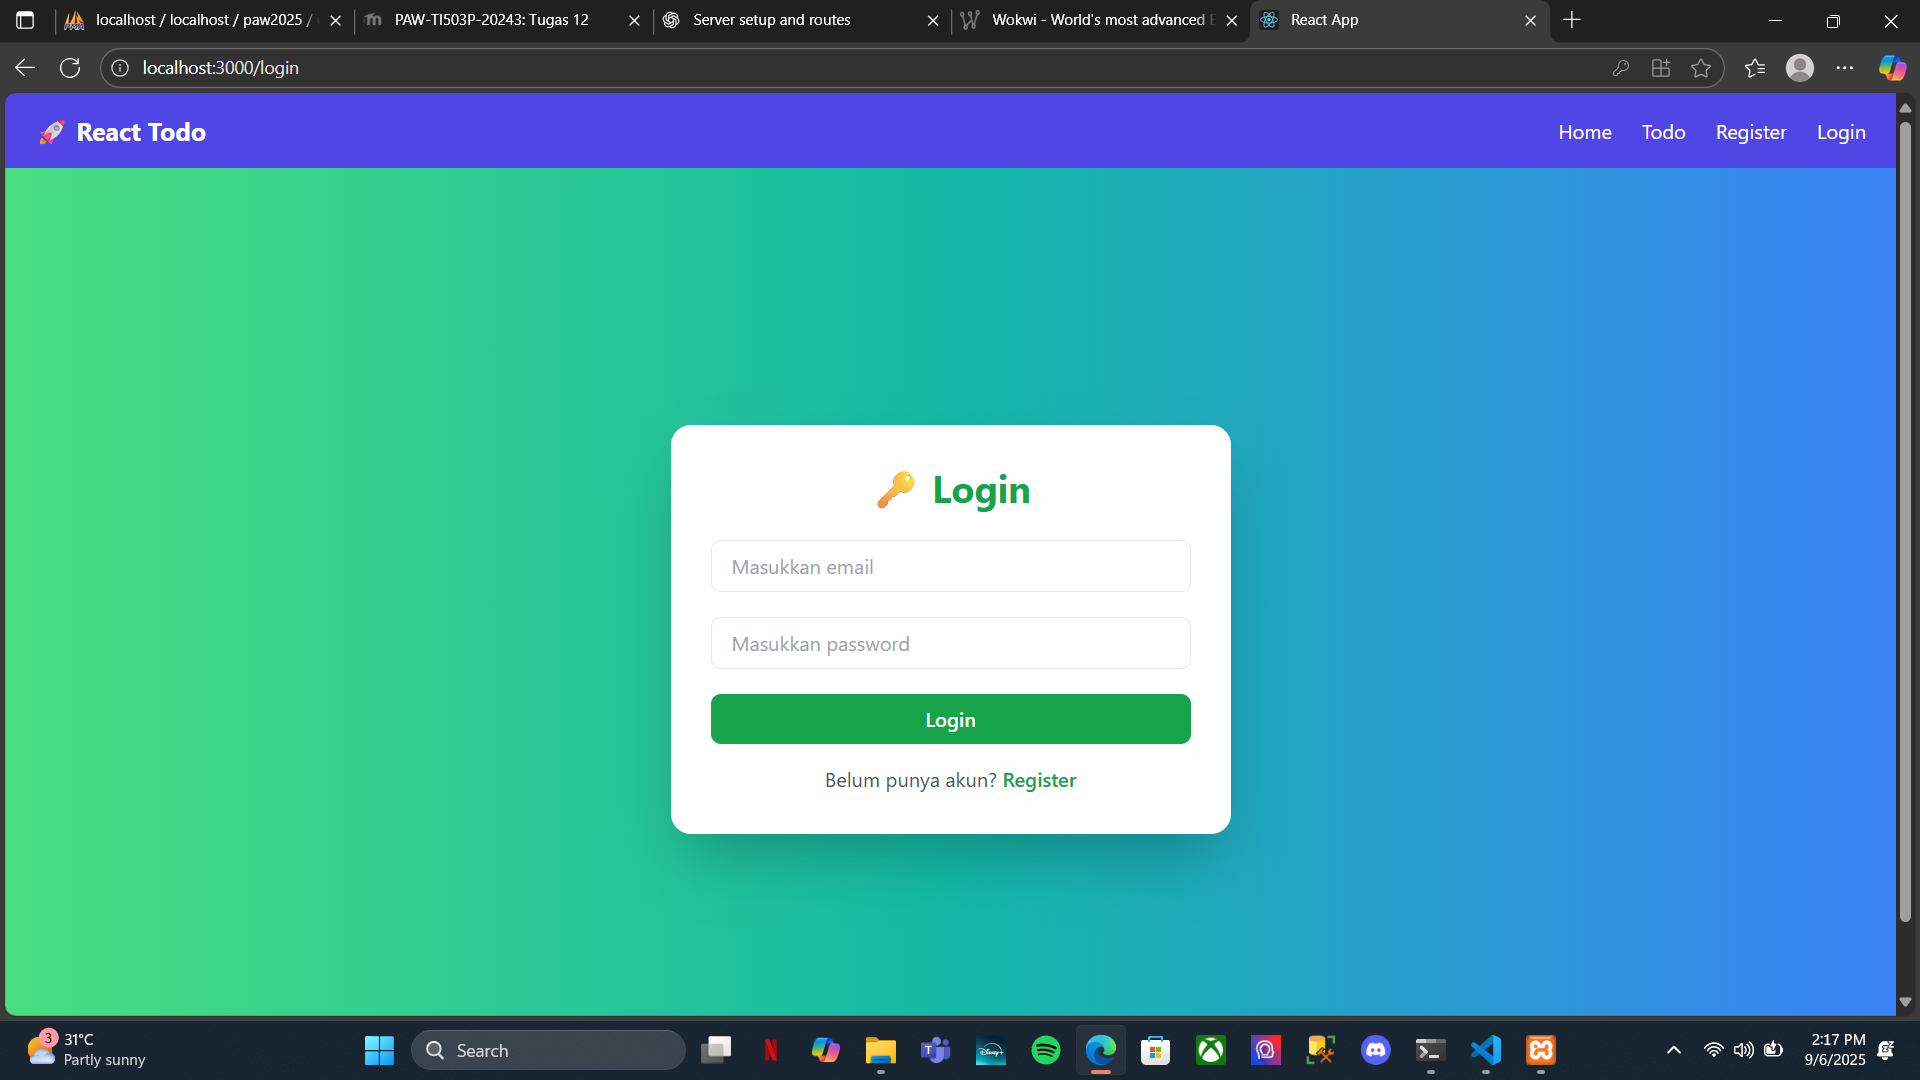 localhost / localhost / paw2025 /
PAW-TI503P-20243: Tugas 12
Server setup and routes
Wokwi - World's most advanced
React App
localhost:3000/login
React Todo
Home
Todo
Register
Login
Login
Masukkan email
Masukkan password
Login
Belum punya akun? Register
3
31°C
Partly sunny
Search
Disney+
2:17 PM
9/6/2025